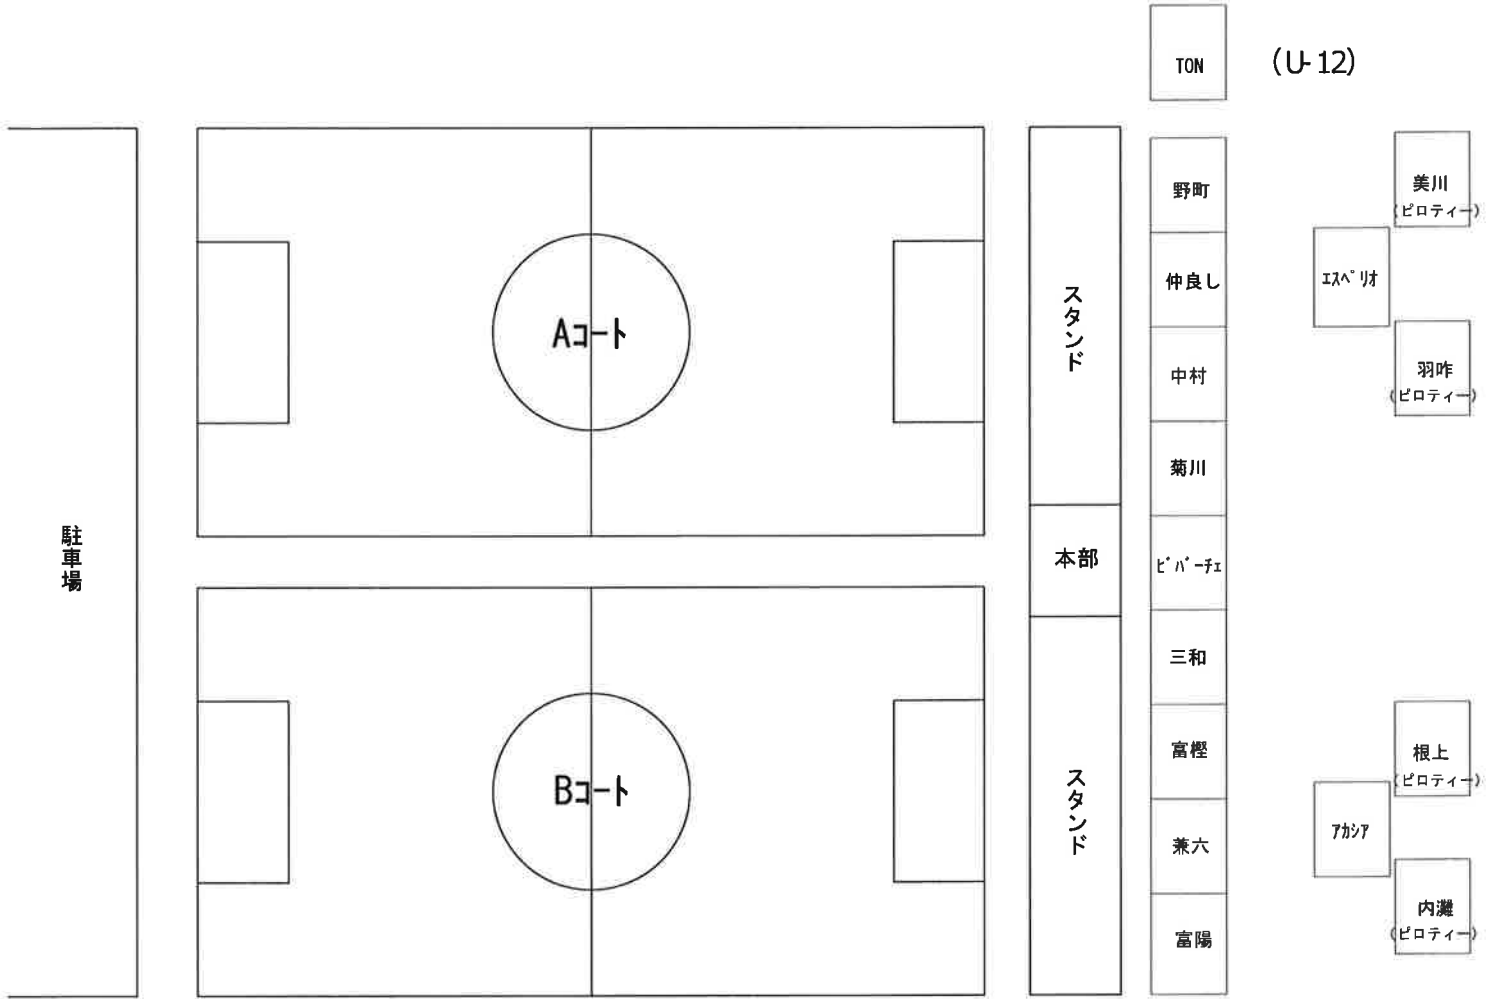 TON
(U-12)
野町
美川
(ピロティー)
仲良し
エスペリオ
スタンド
Aコート
中村
羽咋
(ピロティー)
菊川
駐車場
本部
ビバーチェ
三和
富樫
根上
(ピロティー)
スタンド
Bコート
アカシア
兼六
内灘
(ピロティー)
富陽